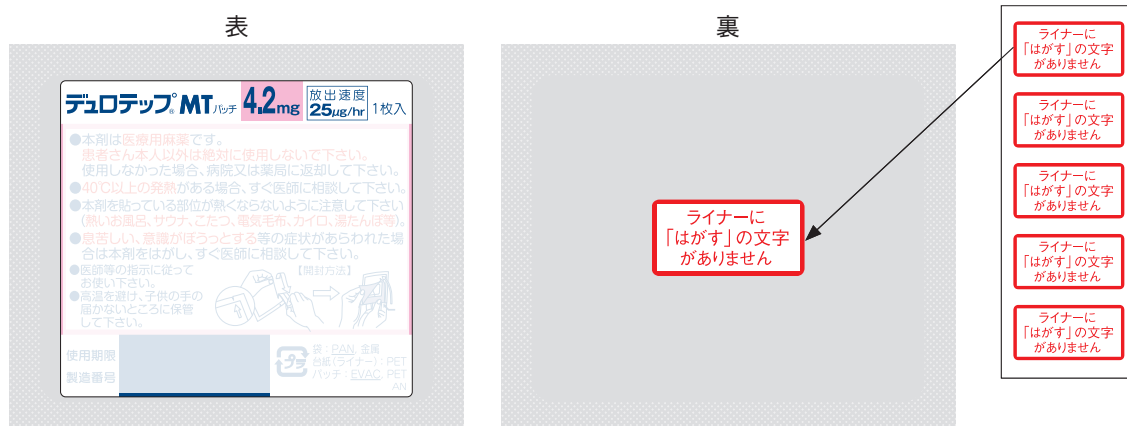 表
デュロテップ® MTパッチ 4.2mg 放出速度 25μg/hr 1枚入
●本剤は医療用麻薬です。
患者さん本人以外は絶対に使用しないで下さい。
使用しなかった場合、病院又は薬局に返却して下さい。
●40℃以上の発熱がある場合、すぐ医師に相談して下さい。
●本剤を貼っている部位が熱くならないように注意して下さい
(熱いお風呂、サウナ、こたつ、電気毛布、カイロ、湯たんぽ等)。
●息苦しい、意識がぼうっとする等の症状があらわれた場
合は本剤をはがし、すぐ医師に相談して下さい。
●医師等の指示に従って
お使い下さい。
●高温を避け、子供の手の
届かないところに保管
して下さい。
【開封方法】
使用期限
製造番号
プラ
袋:PAN, 金属
台紙(ライナー):PET
パッチ:EVAC, PET
AN
裏
ライナーに
「はがす」の文字
がありません
ライナーに
「はがす」の文字
がありません
ライナーに
「はがす」の文字
がありません
ライナーに
「はがす」の文字
がありません
ライナーに
「はがす」の文字
がありません
ライナーに
「はがす」の文字
がありません